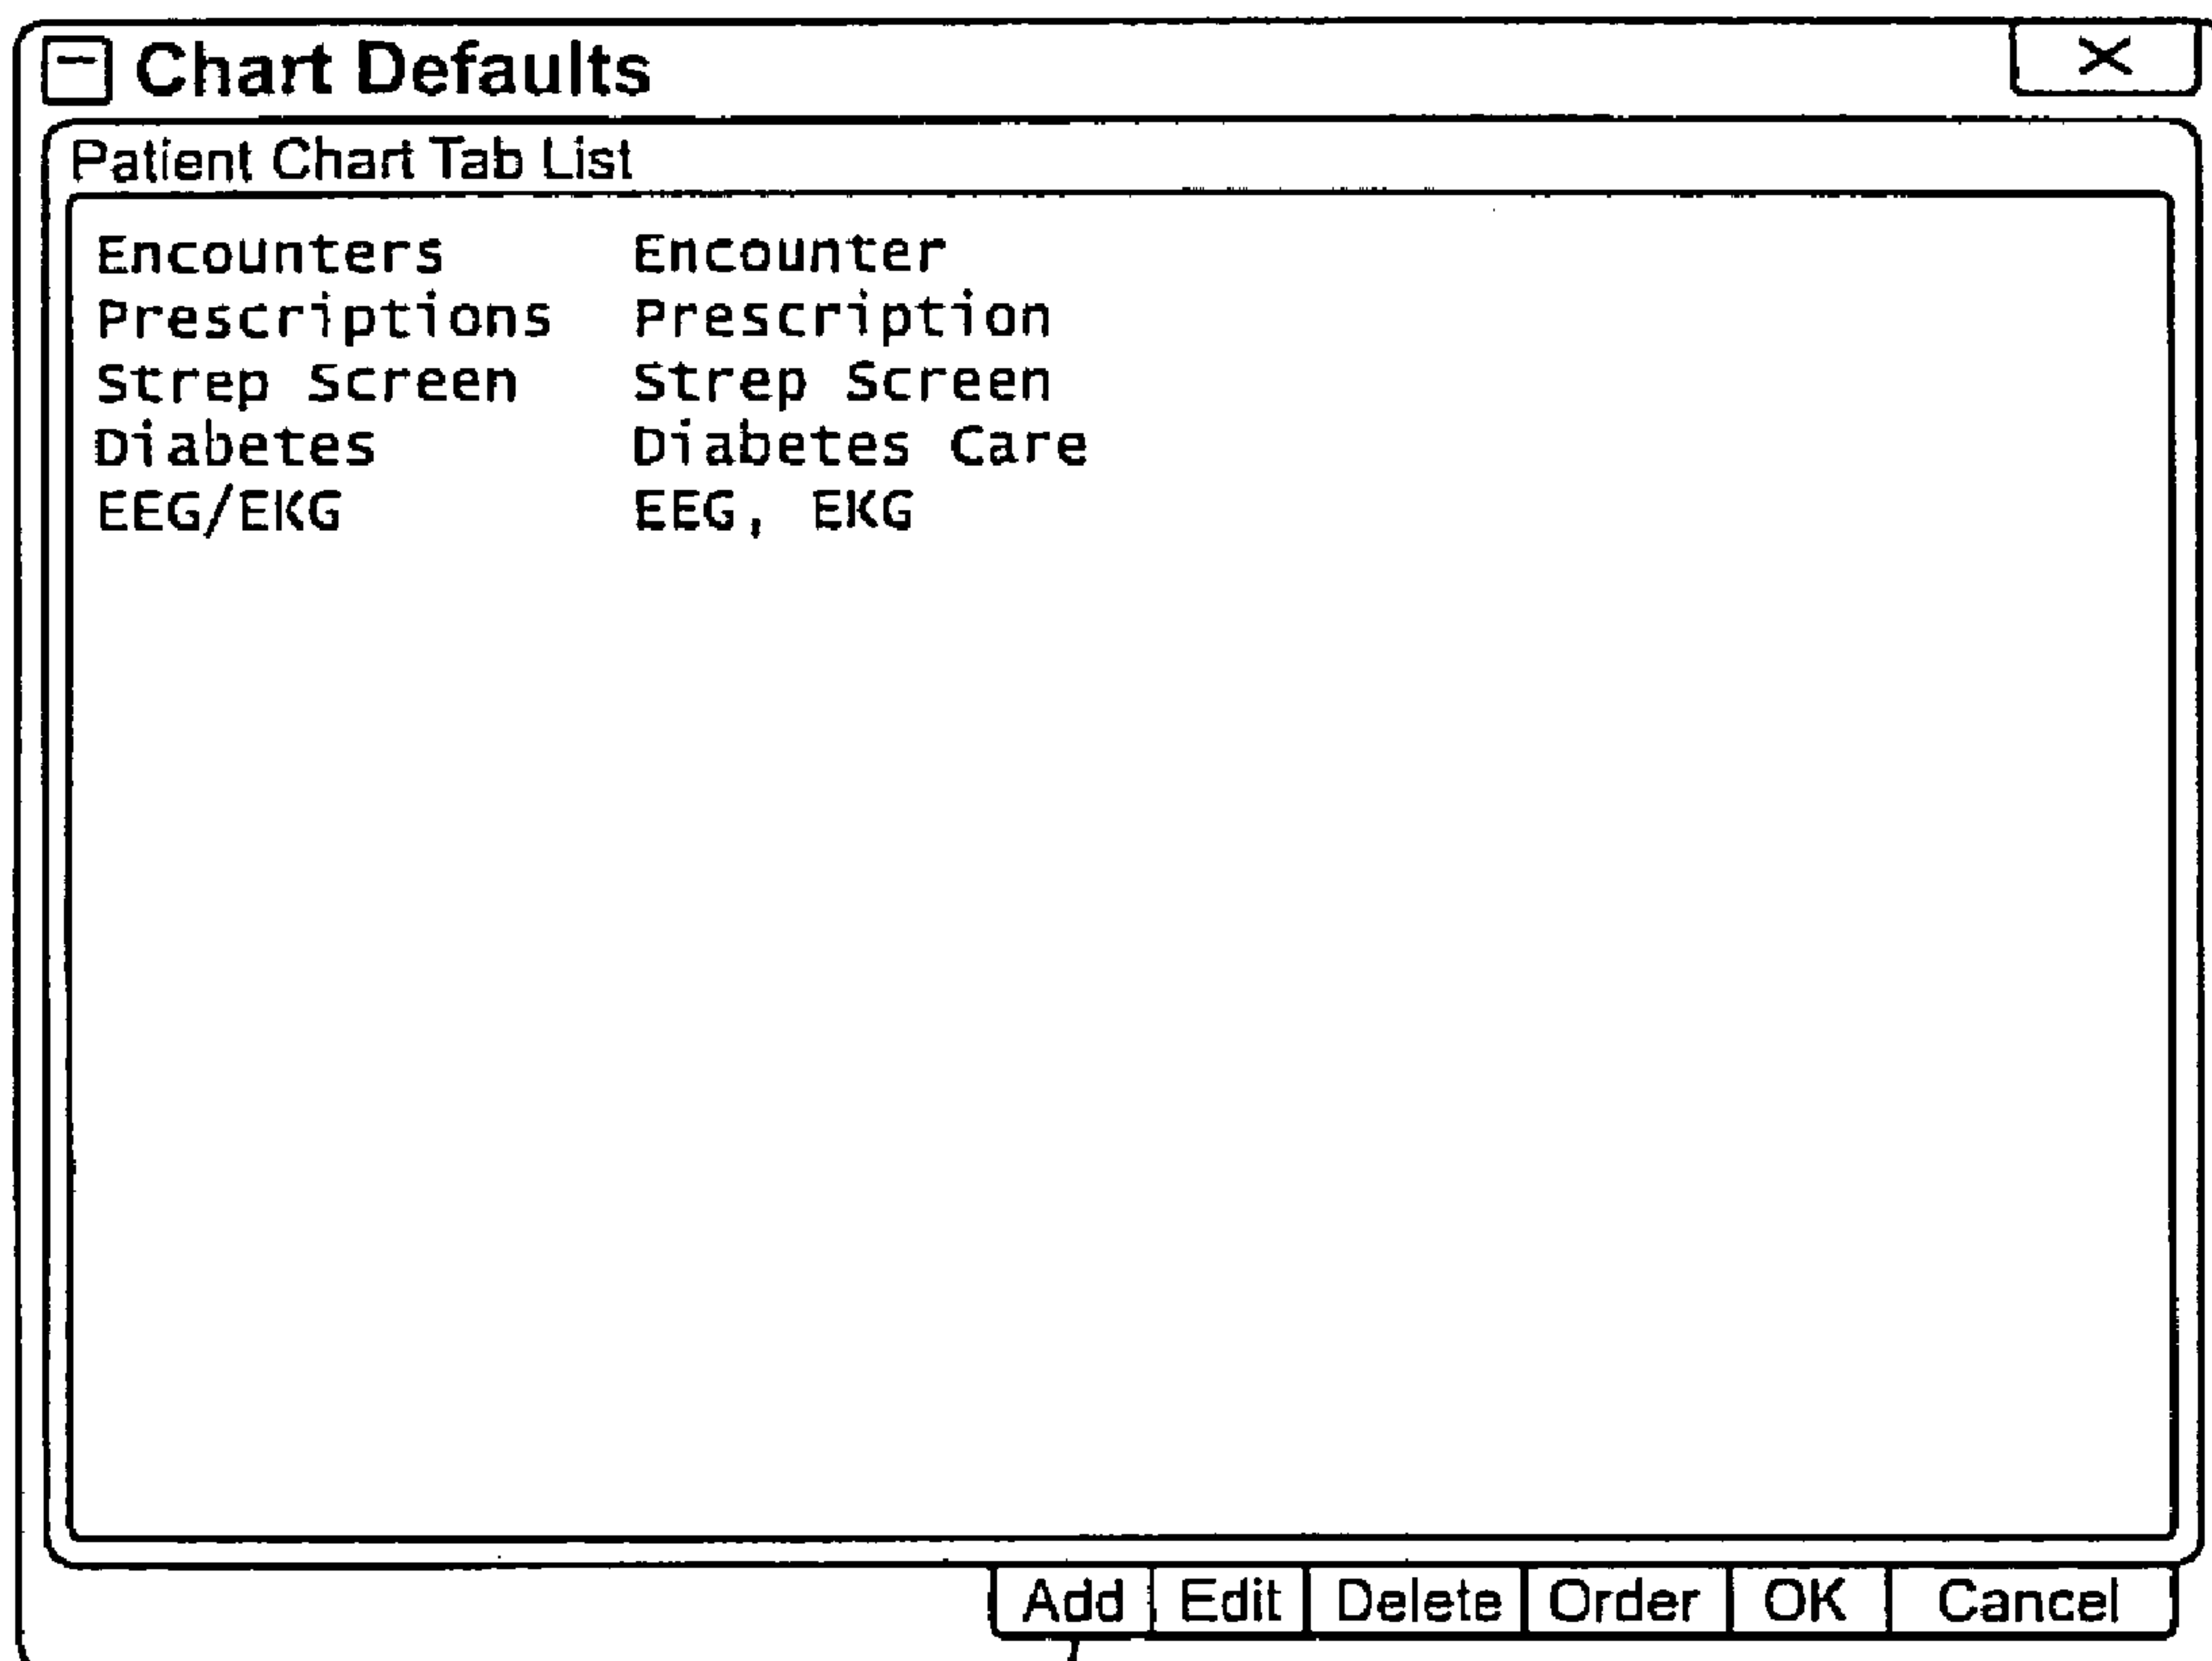 Chart Defaults
Patient Chart Tab List
Encounters Encounter
Prescriptions Prescription
Strep Screen Strep Screen
Diabetes Diabetes Care
EEG/EKG EEG, EKG
Add Edit Delete Order OK Cancel